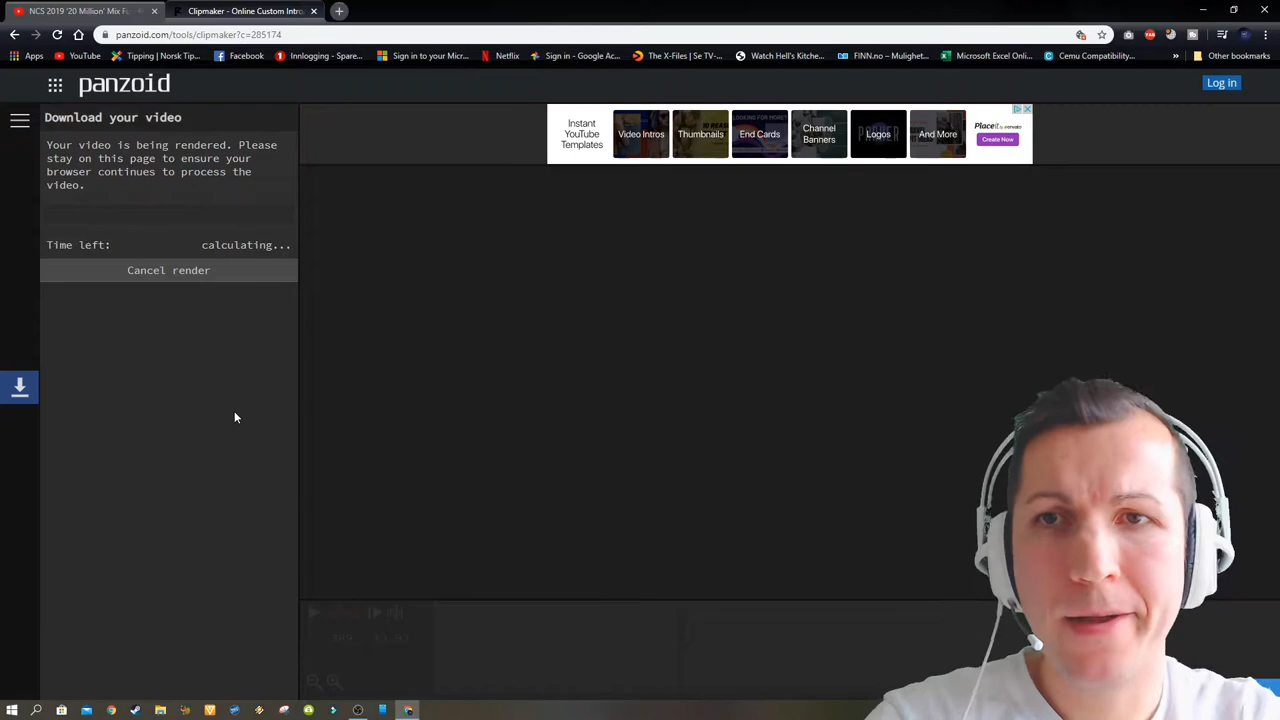 NCS 2019 '20 Million' Mix Fu
Clipmaker - Online Custom Intro
panzoid.com/tools/clipmaker?c=285174
Apps
YouTube
Tipping | Norsk Tip...
Facebook
Innlogging - Spare...
Sign in to your Micr...
Netflix
Sign in - Google Ac...
The X-Files | Se TV-...
Watch Hell's Kitche...
FINN.no – Mulighet...
Microsoft Excel Onli...
Cemu Compatibility...
»
Other bookmarks
panzoid
Log in
Download your video
Your video is being rendered. Please
stay on this page to ensure your
browser continues to process the
video.
Time left: calculating...
Cancel render
Instant
YouTube
Templates
Video Intros
Thumbnails
End Cards
Channel
Banners
Logos
And More
Placeit by envato
Create Now